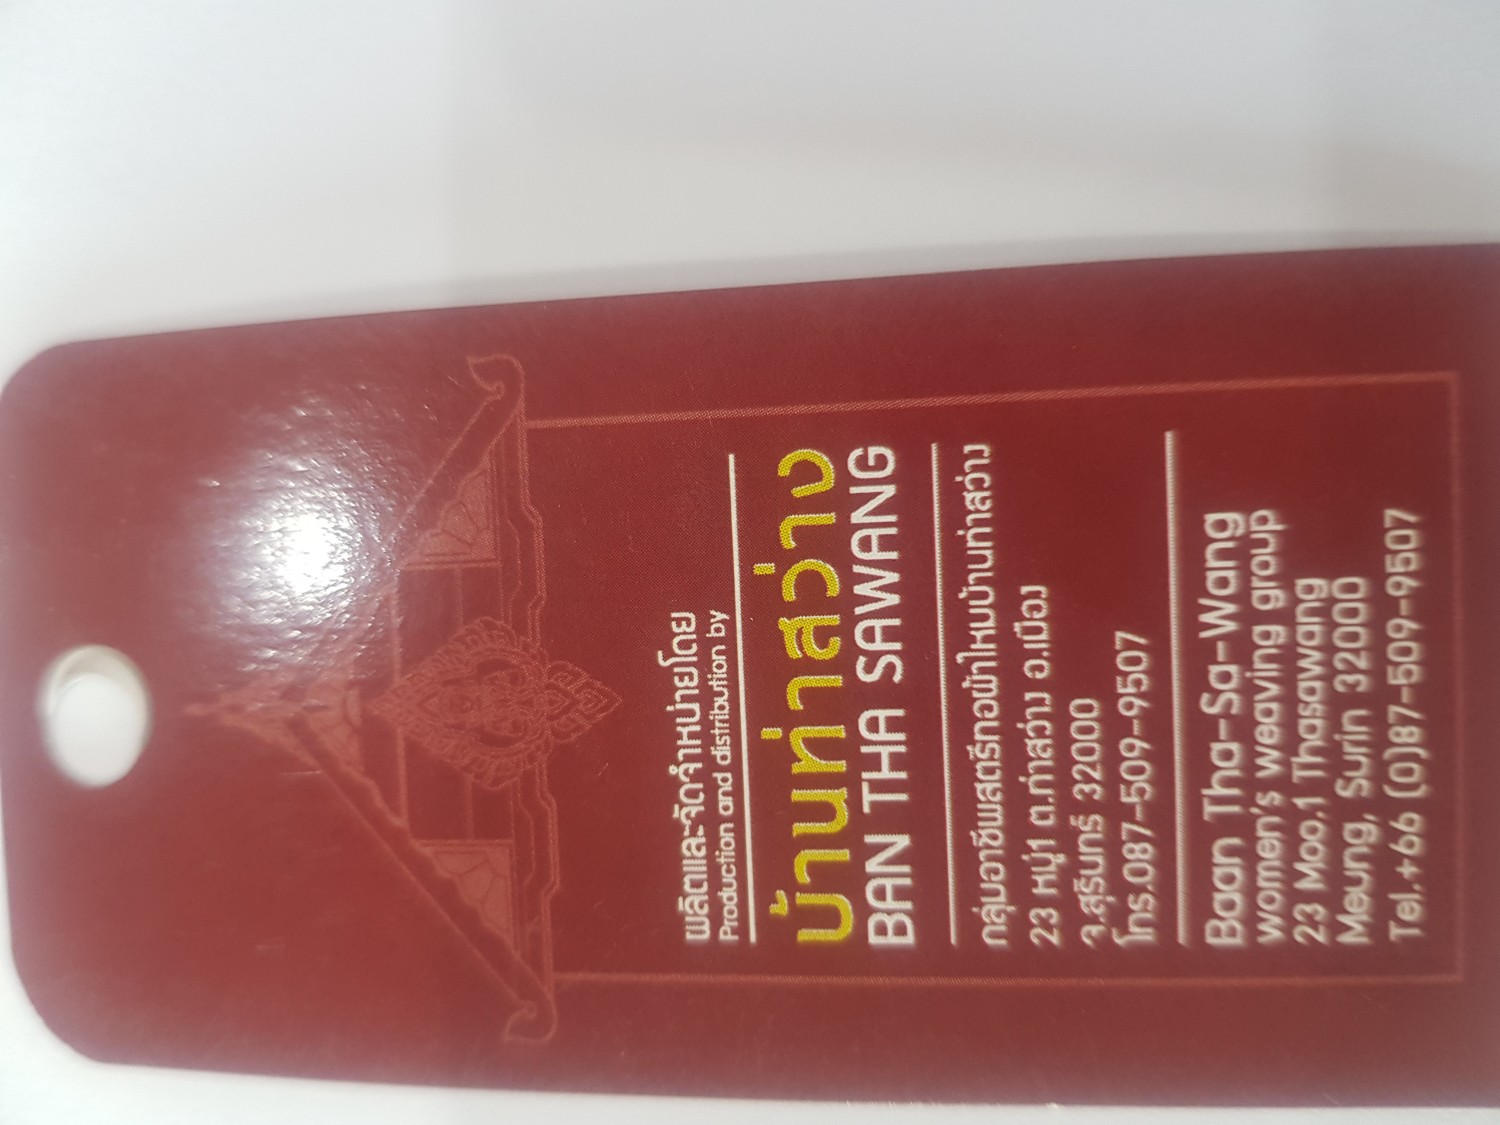 ผลิตและจัดจำหน่ายโดย
Production and distribution by
บ้านท่าสว่าง
BAN THA SAWANG
กลุ่มอาชีพสตรีทอผ้าไหมบ้านท่าสว่าง
23 หมู่1 ต.ท่าสว่าง อ.เมือง
จ.สุรินทร์ 32000
โทร.087-509-9507
Baan Tha-Sa-Wang
women's weaving group
23 Moo.1 Thasawang
Meung, Surin 32000
Tel.+66 (0)87-509-9507